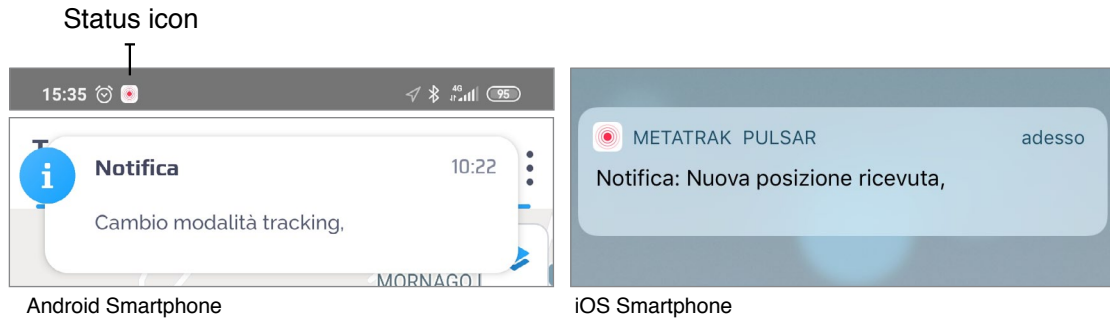 Status icon
15:35 4G 95
T
Notifica 10:22
Cambio modalità tracking,
MORNAGO
Android Smartphone
METATRAK PULSAR adesso
Notifica: Nuova posizione ricevuta,
iOS Smartphone